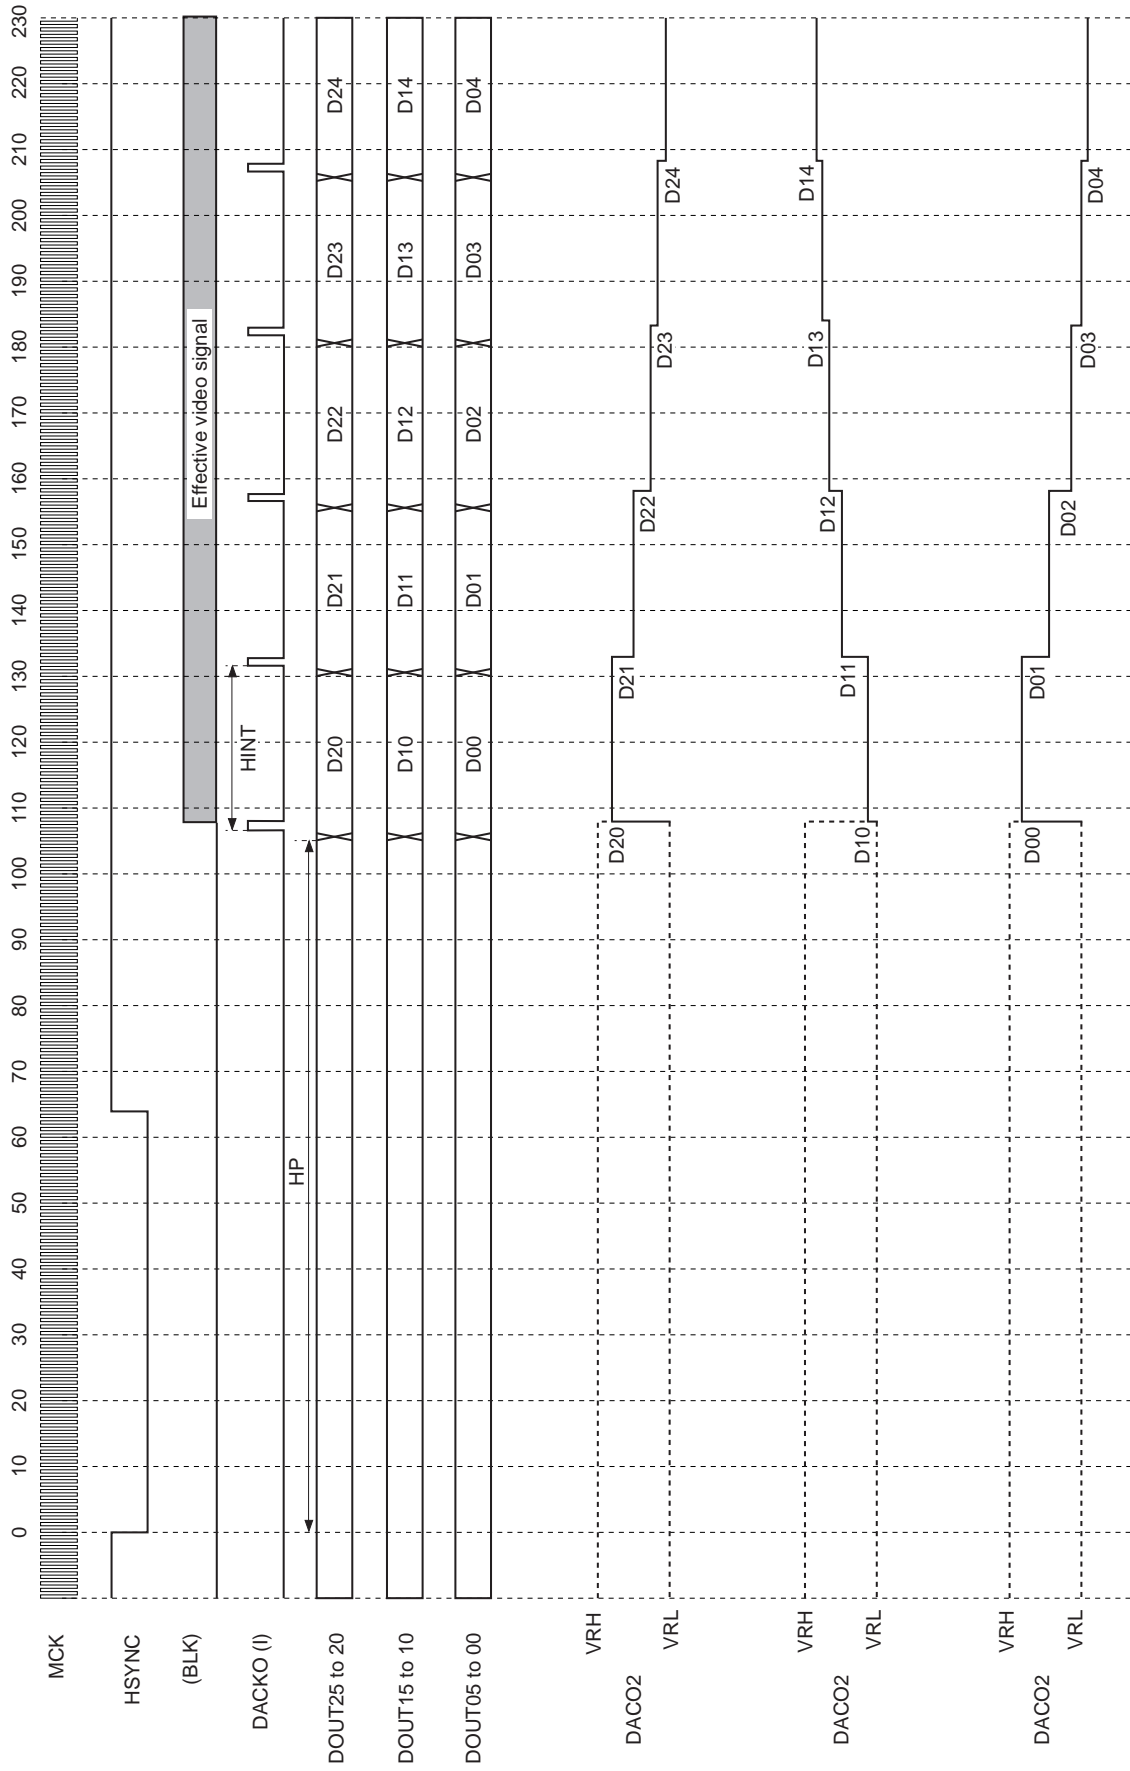 0 10 20 30 40 50 60 70 80 90 100 110 120 130 140 150 160 170 180 190 200 210 220 230
MCK
HSYNC
(BLK)
Effective video signal
DACKO (I)
HINT
HP
DOUT25 to 20
D20 D21 D22 D23 D24
DOUT15 to 10
D10 D11 D12 D13 D14
DOUT05 to 00
D00 D01 D02 D03 D04
VRH
DACO2
VRL
D20 D21 D22 D23 D24
VRH
DACO2
VRL
D10 D11 D12 D13 D14
VRH
DACO2
VRL
D00 D01 D02 D03 D04